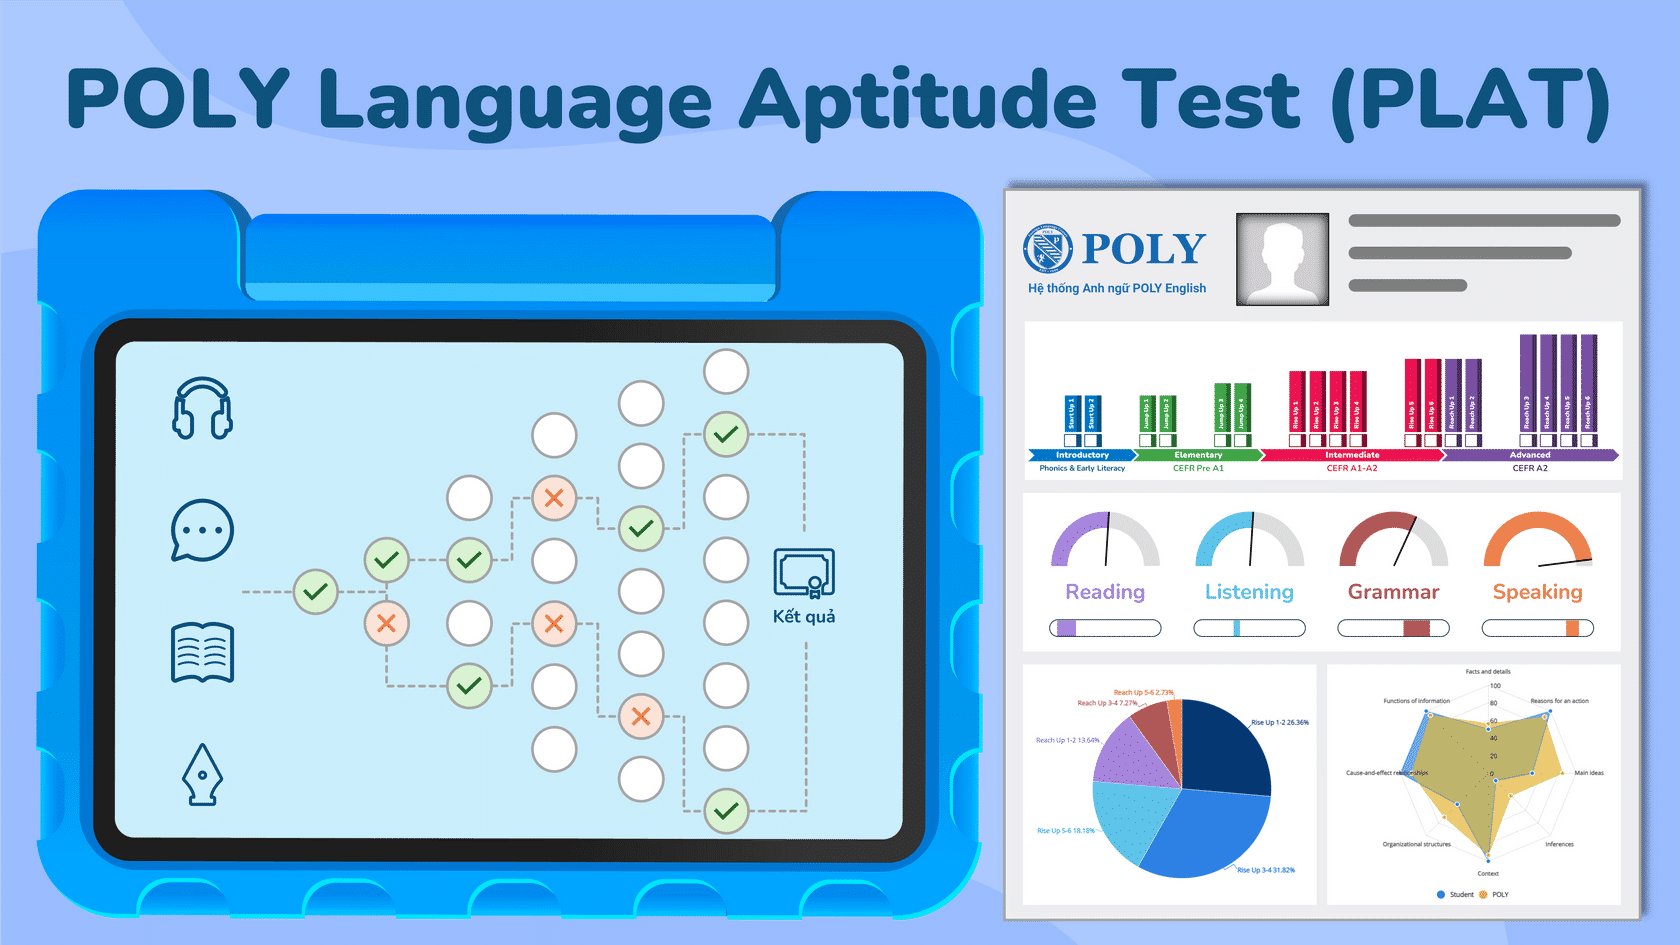 POLY Language Aptitude Test (PLAT)
Kết quả
POLY
Hệ thống Anh ngữ POLY English
Start Up 1
Start Up 2
Jump Up 1
Jump Up 2
Jump Up 3
Jump Up 4
Rise Up 1
Rise Up 2
Rise Up 3
Rise Up 4
Rise Up 5
Rise Up 6
Reach Up 1
Reach Up 2
Reach Up 3
Reach Up 4
Reach Up 5
Reach Up 6
Introductory Elementary Intermediate Advanced
Phonics & Early Literacy CEFR Pre A1 CEFR A1-A2 CEFR A2
Reading Listening Grammar Speaking
Reach Up 5-6 2.73%
Reach Up 3-4 7.27%
Rise Up 1-2 26.36%
Reach Up 1-2 13.64%
Rise Up 5-6 18.18%
Rise Up 3-4 31.82%
Facts and details
100
Functions of information
Reasons for an action
80
60
40
20
0
Cause-and-effect relationships
Main ideas
Organizational structures
Inferences
Context
Student POLY